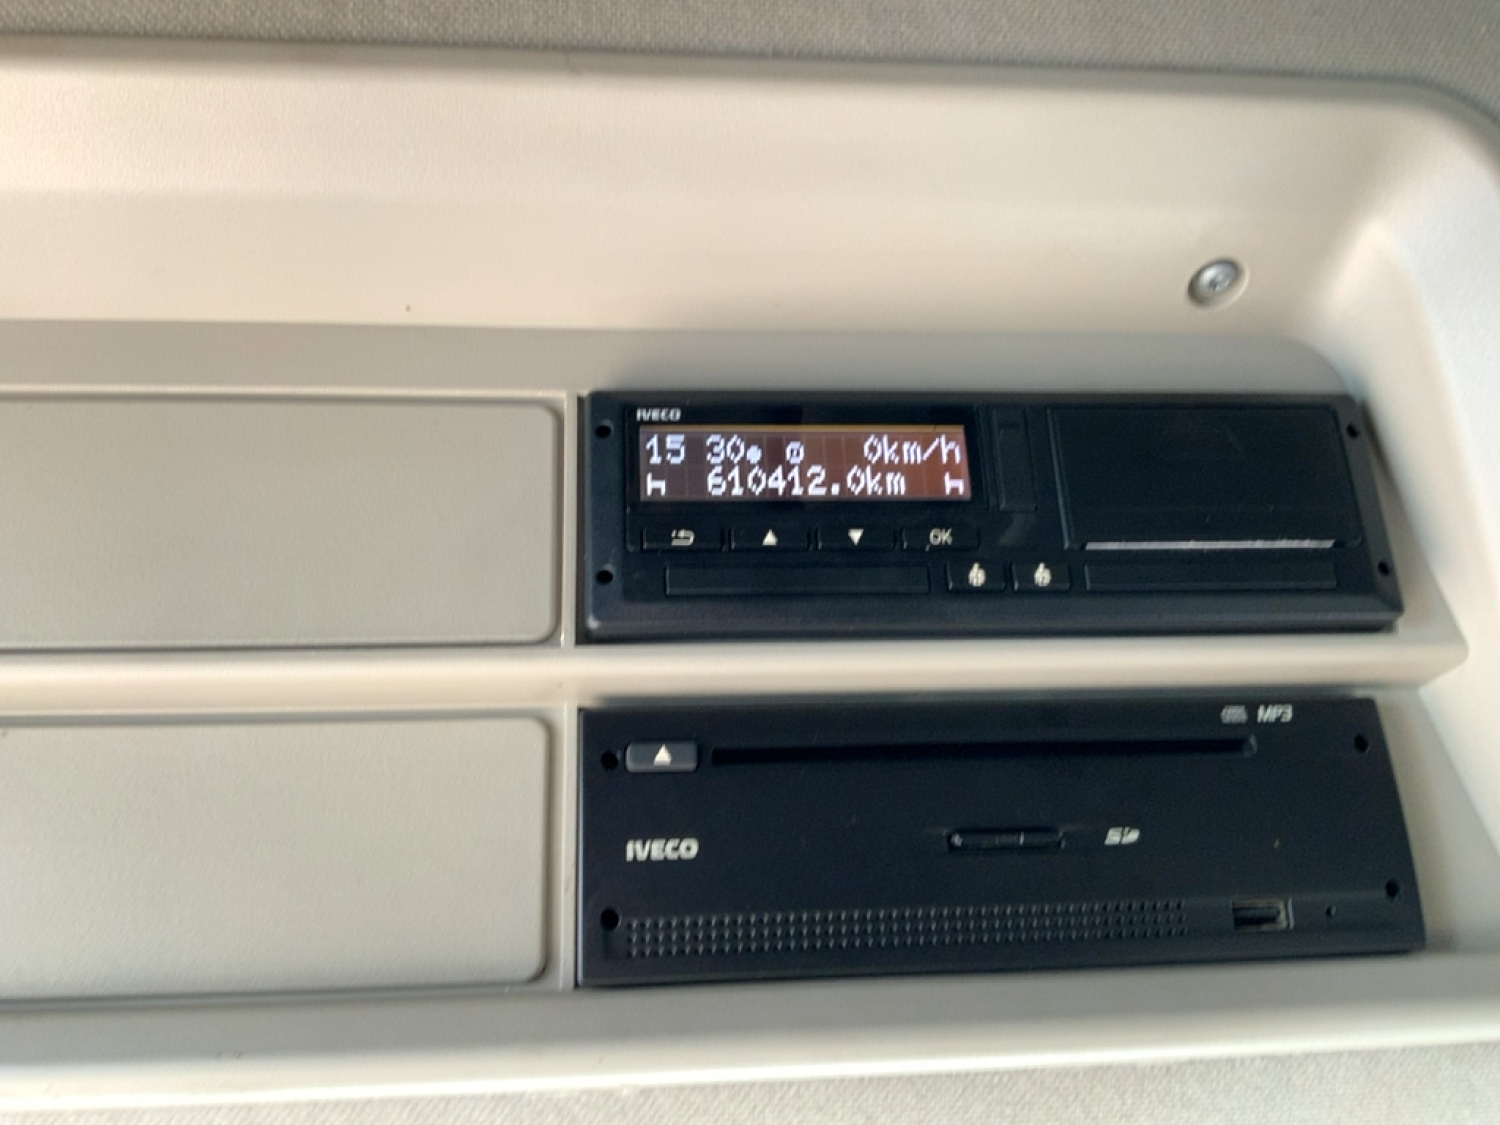 IVECO
15 30 0km/h
610412.0km
OK
MP3
IVECO
SD